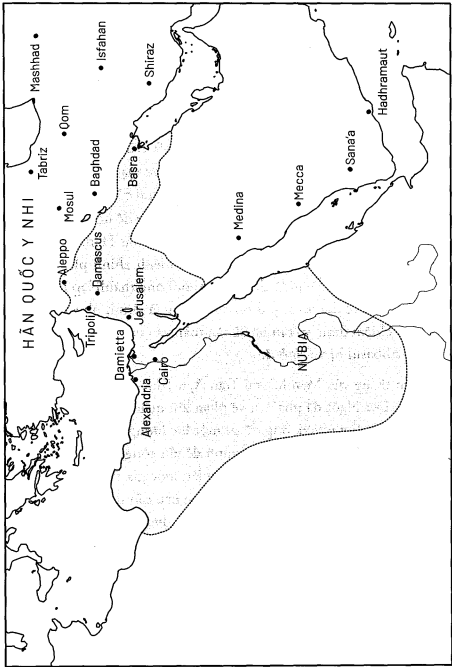 HÃN QUỐC Y NHI
Mashhad
Isfahan
Shiraz
Qom
Tabriz
Mosul
Baghdad
Basra
Aleppo
Damascus
Tripoli
Jerusalem
Damietta
Alexandria
Cairo
Medina
Mecca
Sana'a
Hadhramaut
NUBIA